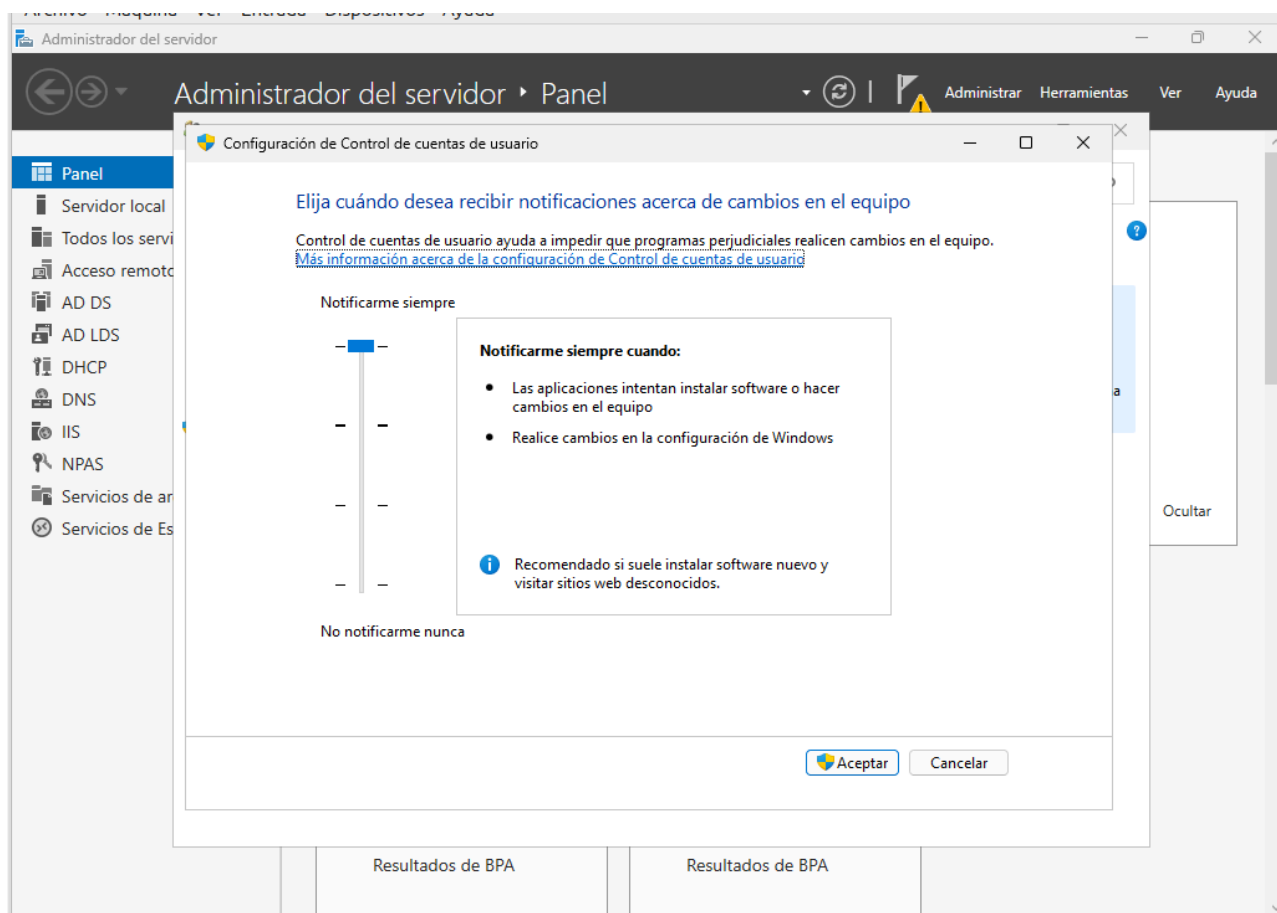 Archivo Máquina Ver Entrada Dispositivos Ayuda
Administrador del servidor
Administrador del servidor Panel
Administrar Herramientas Ver Ayuda
Configuración de Control de cuentas de usuario
Panel
Servidor local
Todos los servi
Acceso remoto
AD DS
AD LDS
DHCP
DNS
IIS
NPAS
Servicios de ar
Servicios de Es
Elija cuándo desea recibir notificaciones acerca de cambios en el equipo
Control de cuentas de usuario ayuda a impedir que programas perjudiciales realicen cambios en el equipo.
Más información acerca de la configuración de Control de cuentas de usuario
Notificarme siempre
Notificarme siempre cuando:
Las aplicaciones intentan instalar software o hacer
cambios en el equipo
Realice cambios en la configuración de Windows
Recomendado si suele instalar software nuevo y
visitar sitios web desconocidos.
No notificarme nunca
a
Ocultar
Aceptar Cancelar
Resultados de BPA Resultados de BPA